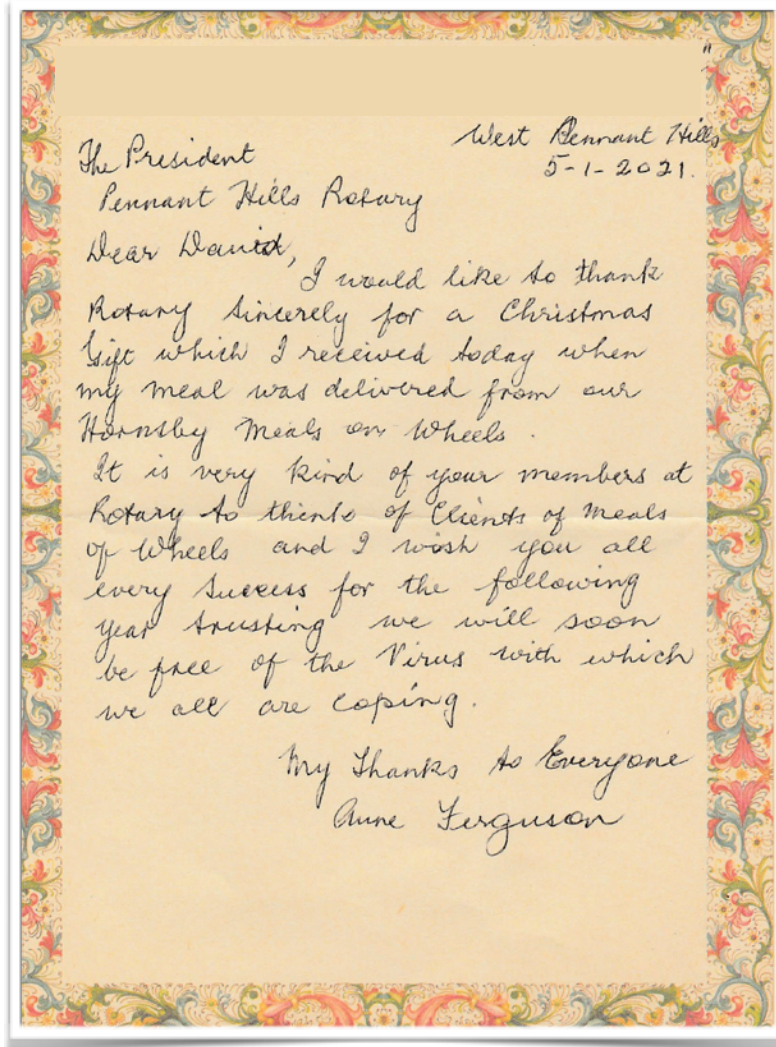 West Pennant Hills
5-1-2021.
The President
Pennant Hills Rotary
Dear David,
I would like to thank
Rotary sincerely for a Christmas
Gift which I received today when
my meal was delivered from our
Hornsby Meals on Wheels.
It is very kind of your members at
Rotary to think of Clients of Meals
of Wheels and I wish you all
every success for the following
year trusting we will soon
be free of the Virus with which
we all are coping.
My Thanks to Everyone
Anne Ferguson